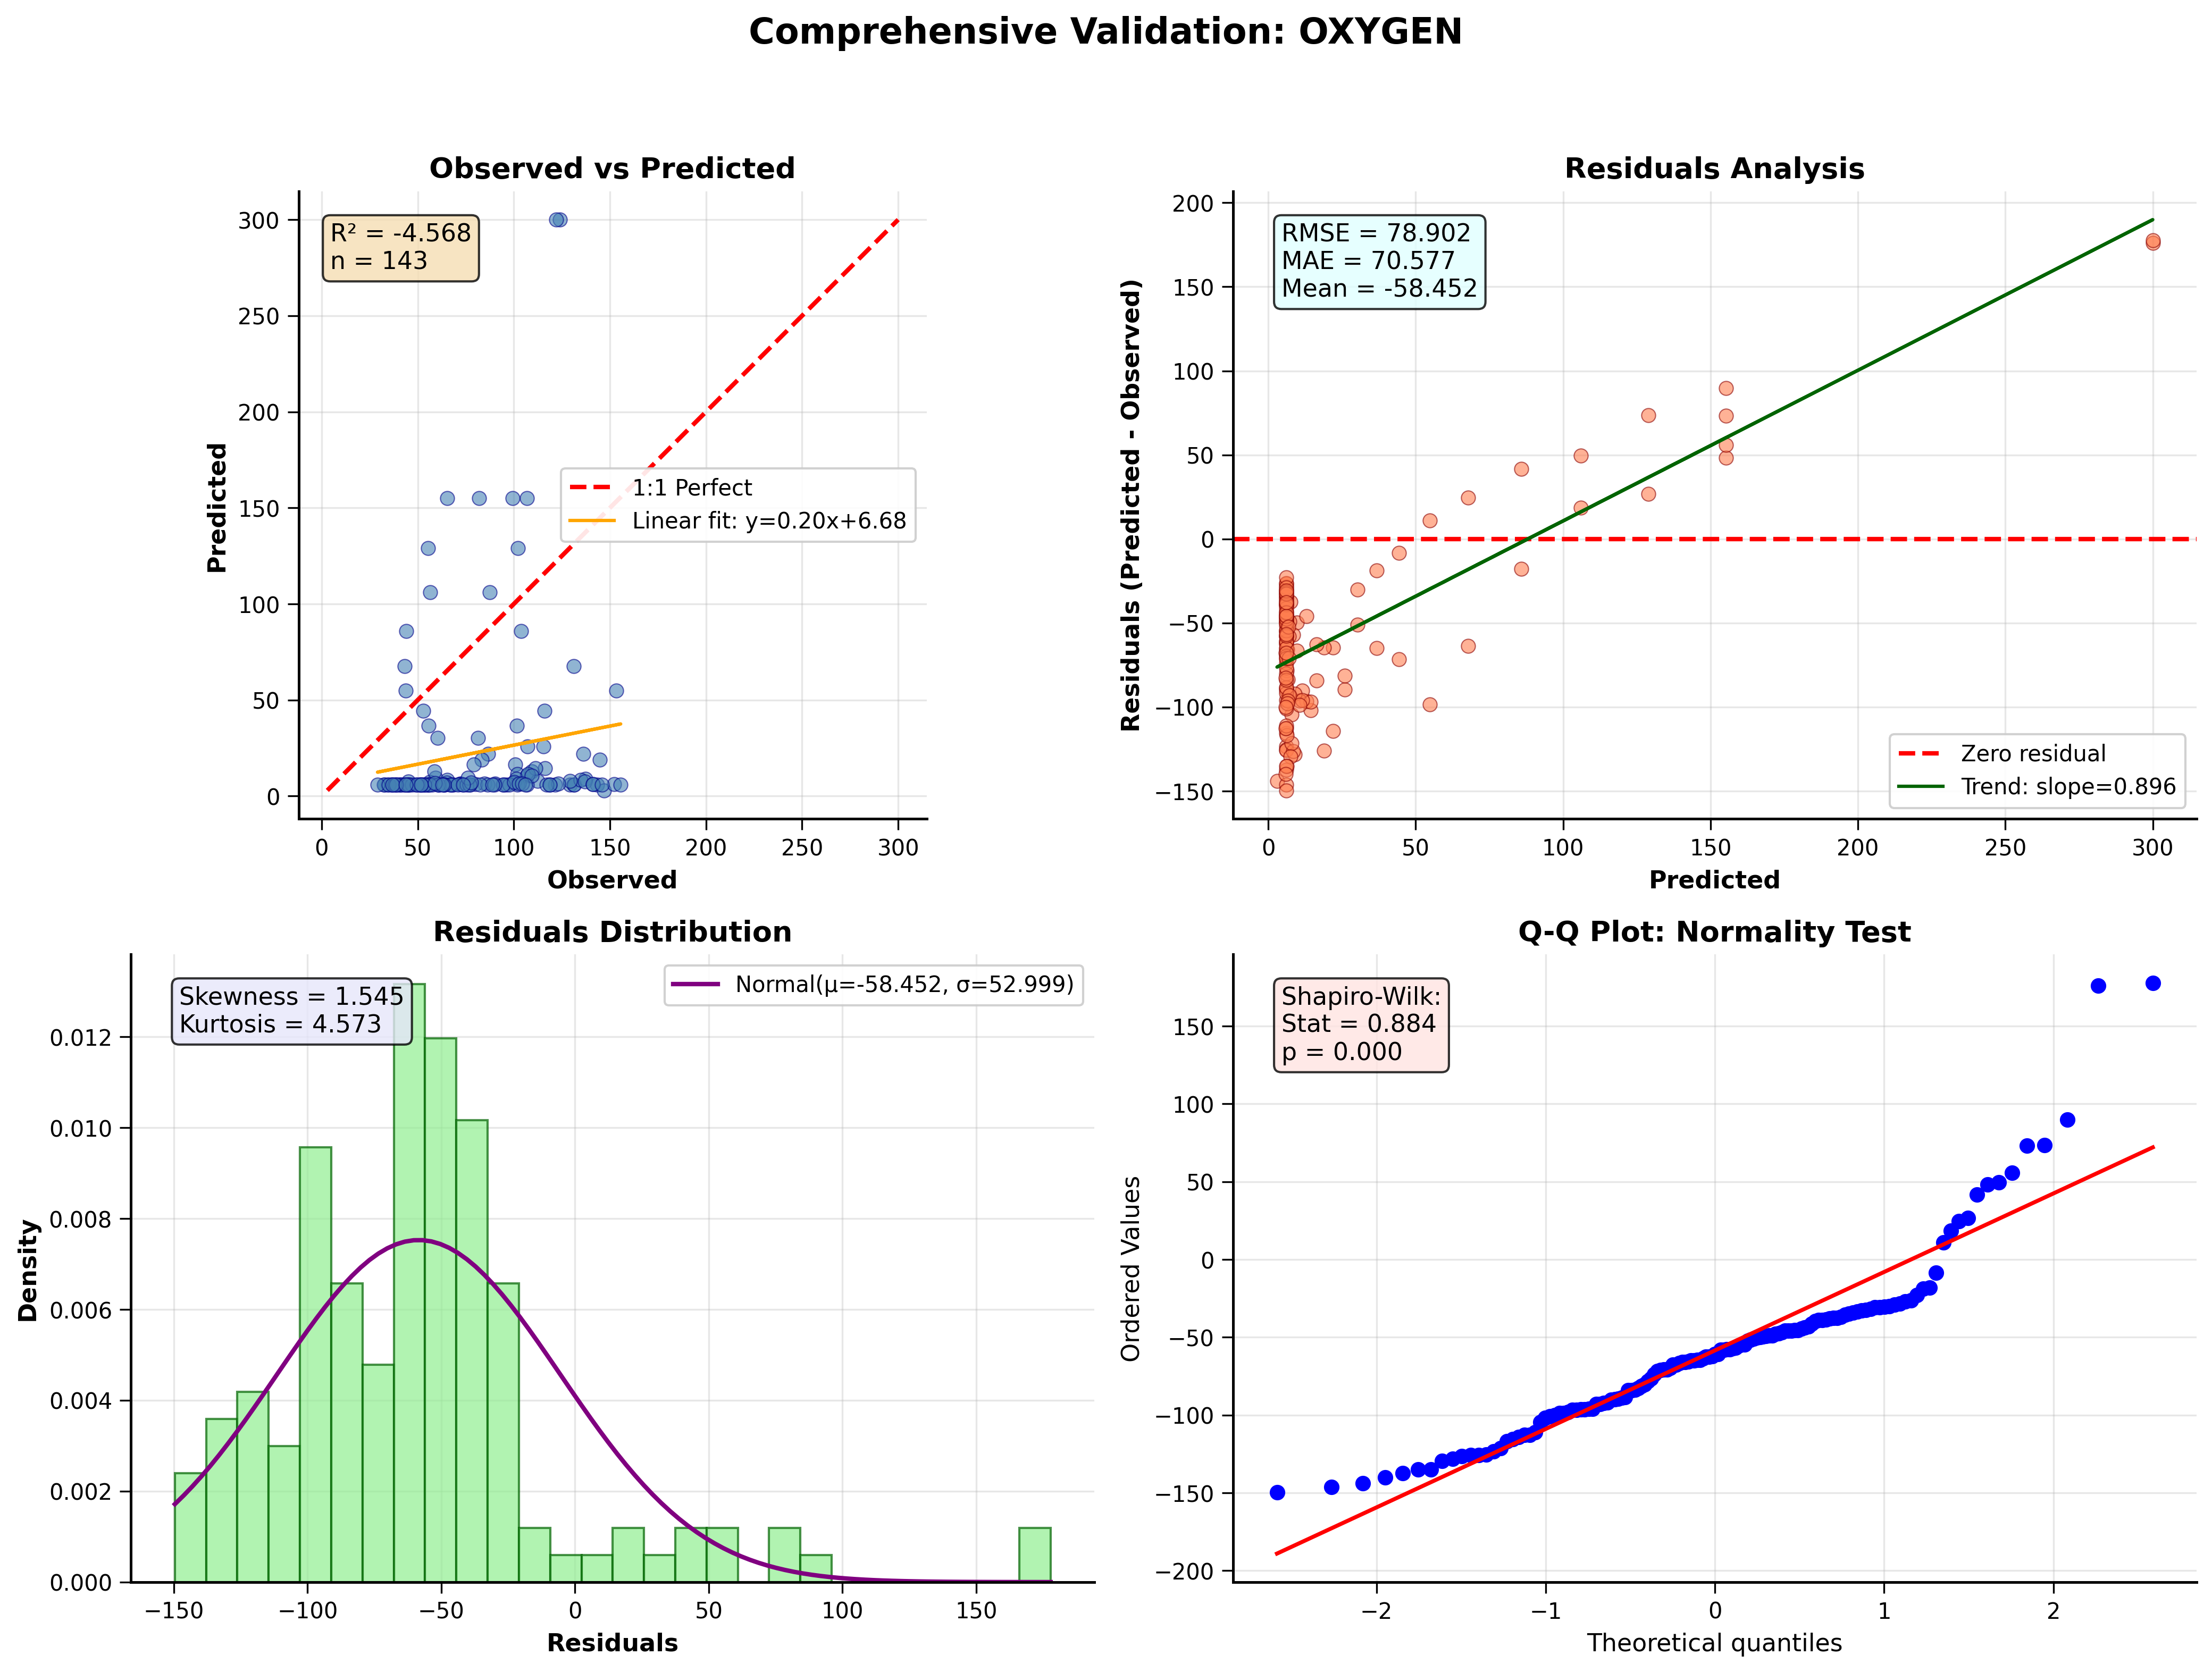 Comprehensive Validation: OXYGEN
Observed vs Predicted
R² = -4.568
n = 143
300
250
200
150
100
50
0
Predicted
1:1 Perfect
Linear fit: y=0.20x+6.68
0 50 100 150 200 250 300
Observed
Residuals Analysis
RMSE = 78.902
MAE = 70.577
Mean = -58.452
200
150
100
50
0
−50
−100
−150
Residuals (Predicted - Observed)
Zero residual
Trend: slope=0.896
0 50 100 150 200 250 300
Predicted
Residuals Distribution
Skewness = 1.545
Kurtosis = 4.573
Normal(μ=-58.452, σ=52.999)
0.012
0.010
0.008
0.006
0.004
0.002
0.000
Density
−150 −100 −50 0 50 100 150
Residuals
Q-Q Plot: Normality Test
Shapiro-Wilk:
Stat = 0.884
p = 0.000
150
100
50
0
−50
−100
−150
−200
Ordered Values
−2 −1 0 1 2
Theoretical quantiles